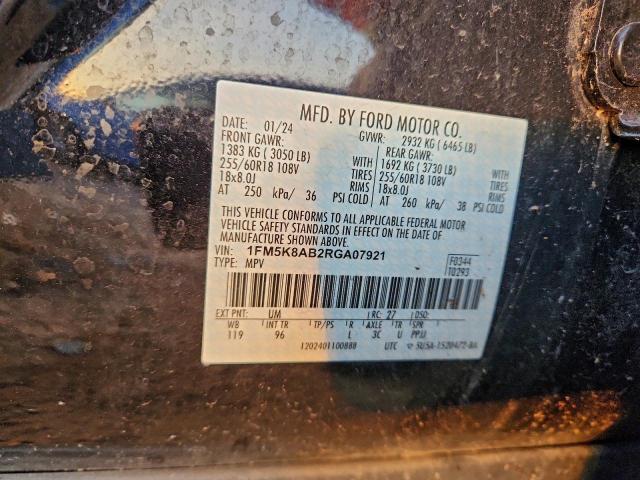 MFD. BY FORD MOTOR CO.
DATE: 01/24 GVWR: 2932 KG ( 6465 LB)
FRONT GAWR: REAR GAWR:
1383 KG ( 3050 LB) WITH 1692 KG ( 3730 LB) WITH
255/60R18 108V TIRES 255/60R18 108V TIRES
18x8.0J RIMS 18x8.0J RIMS
AT 250 kPa/ 36 PSI COLD AT 260 kPa/ 38 PSI COLD
THIS VEHICLE CONFORMS TO ALL APPLICABLE FEDERAL MOTOR
VEHICLE SAFETY STANDARDS IN EFFECT ON THE DATE OF
MANUFACTURE SHOWN ABOVE.
VIN: 1FM5K8AB2RGA07921
TYPE: MPV
F0344
T0293
EXT PNT: UM RC: 27 DSO:
WB INT TR TP/PS R AXLE TR SPR
119 96 L 3C U PPJJ
1202401100888 UTC